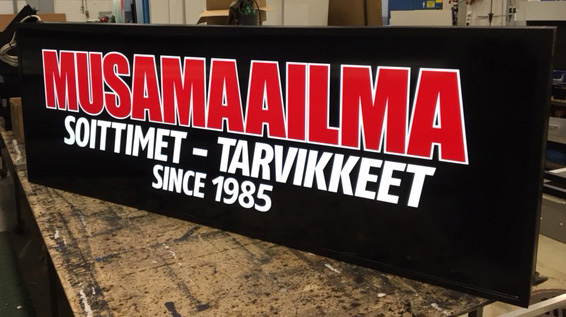 MUSAMAAILMA
SOITTIMET - TARVIKKEET
SINCE 1985